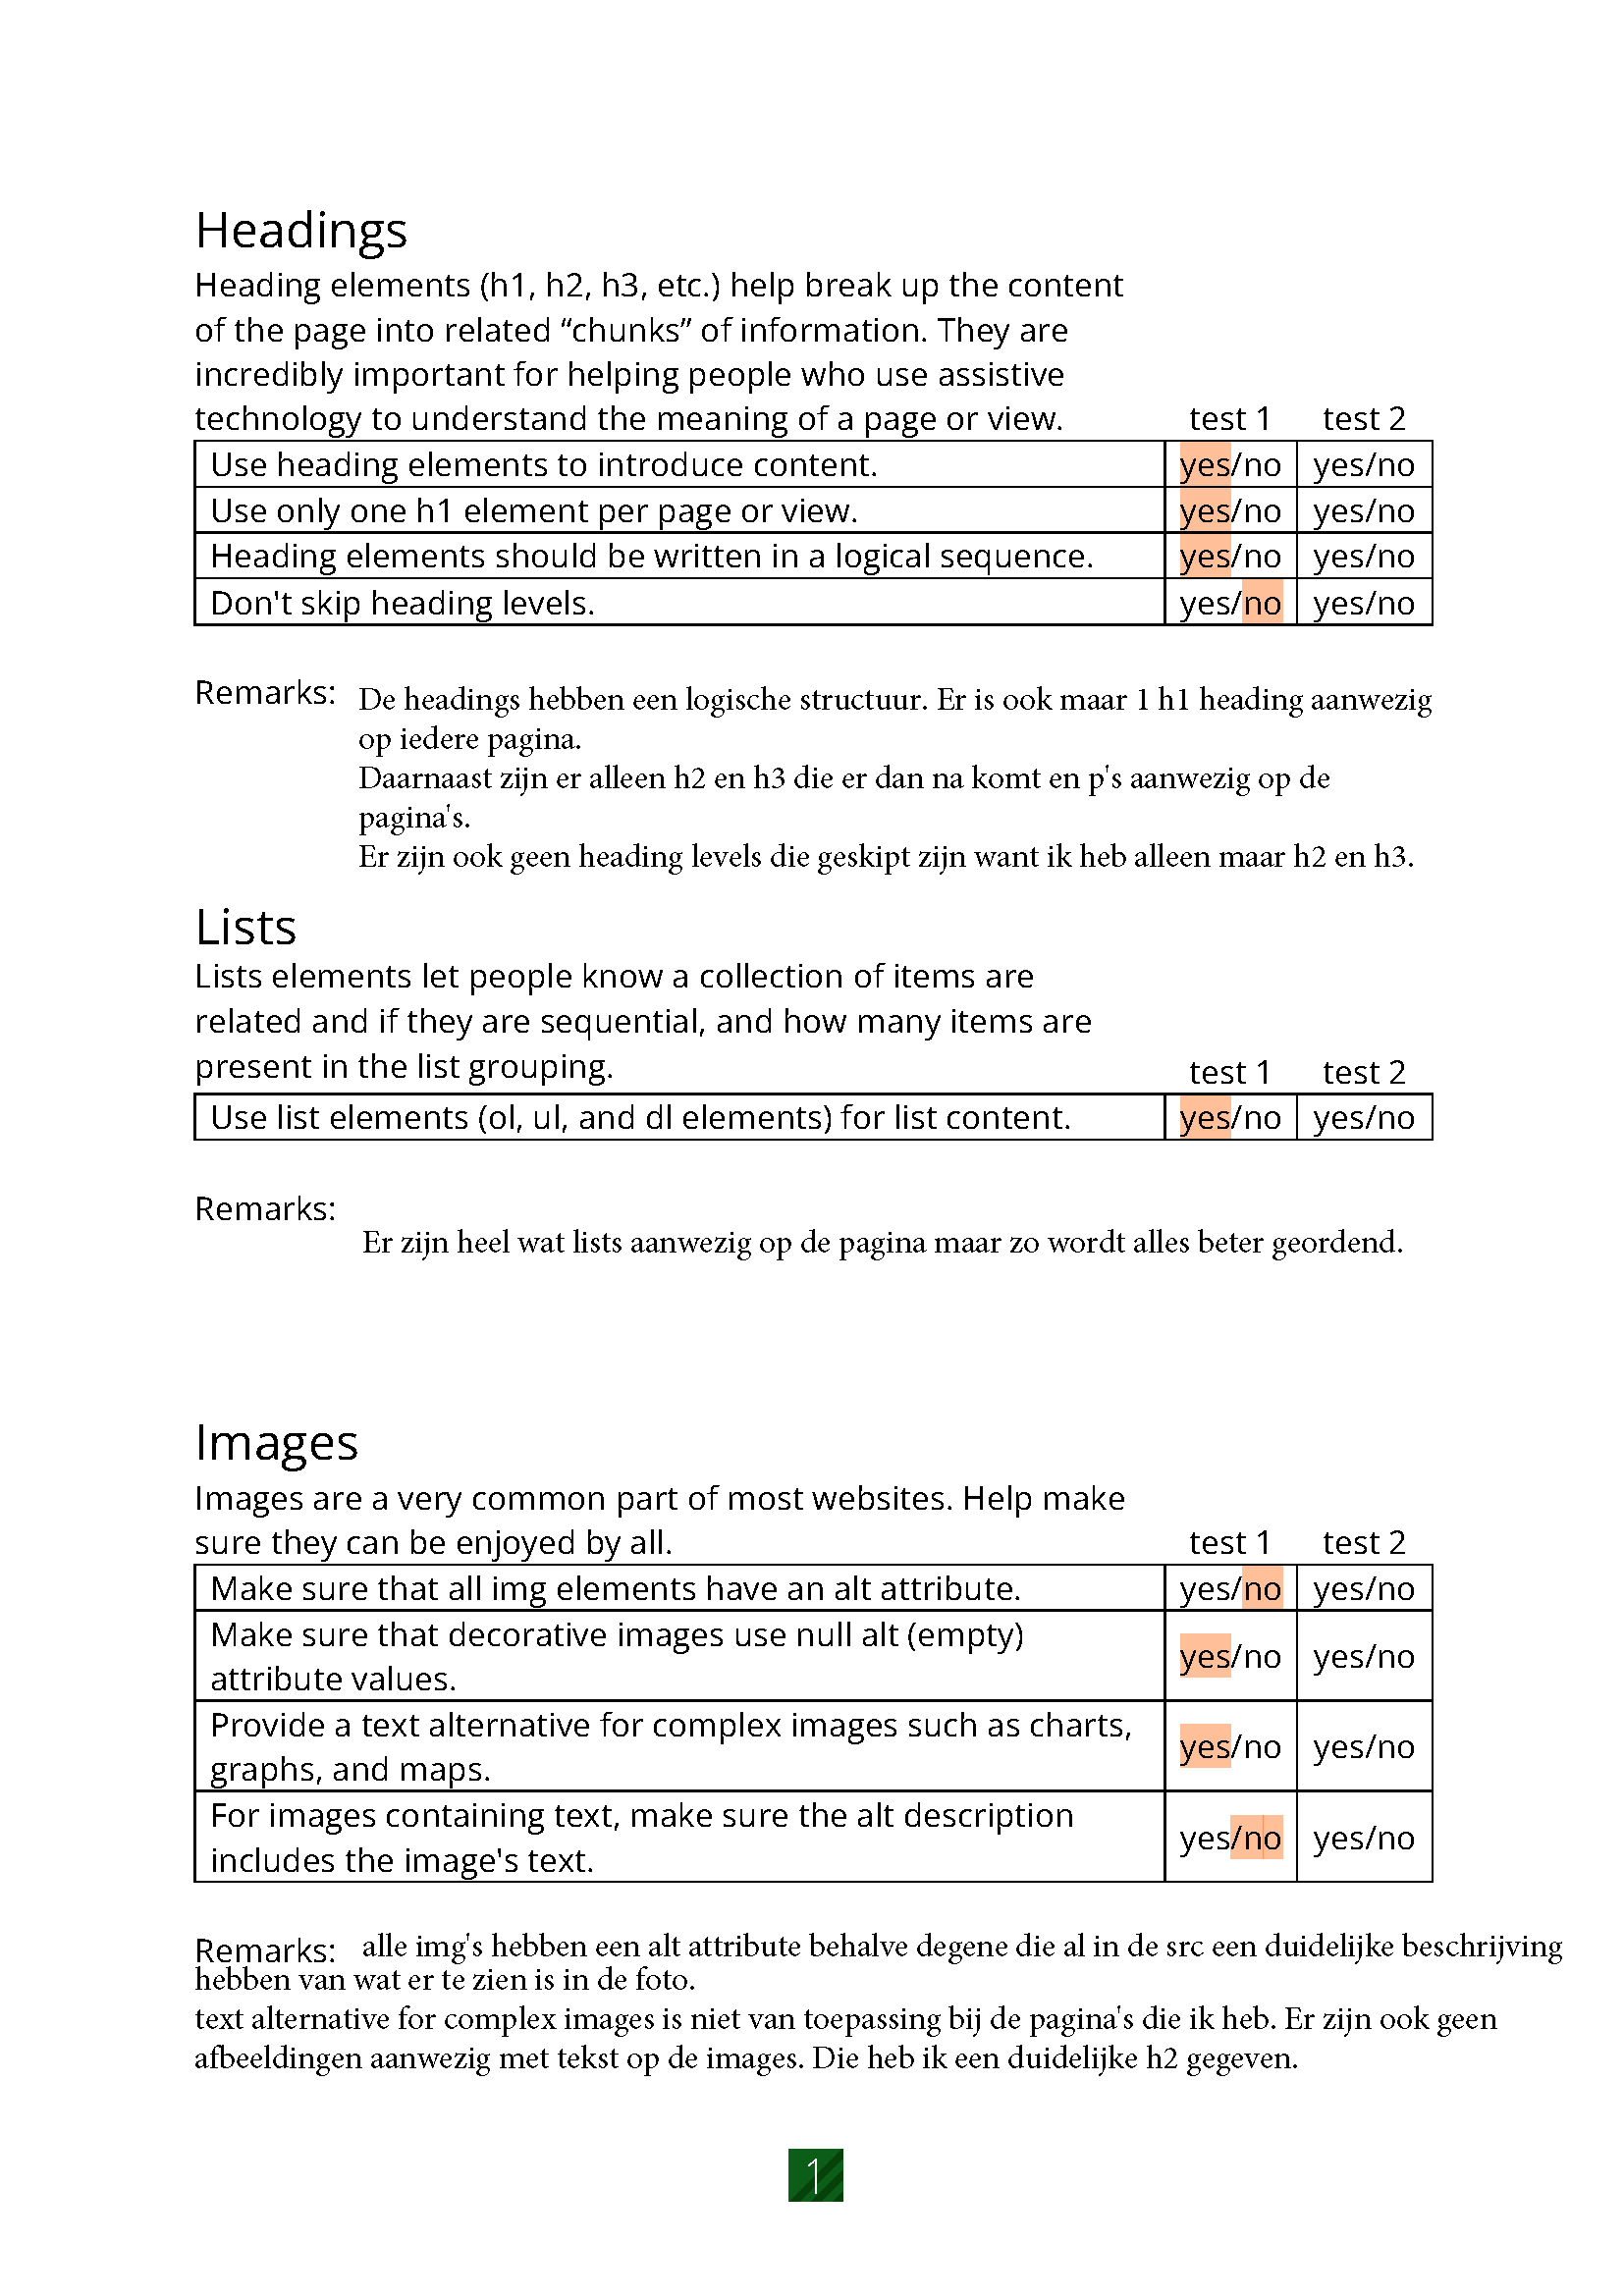 Headings
Heading elements (h1, h2, h3, etc.) help break up the content
of the page into related “chunks” of information. They are
incredibly important for helping people who use assistive
technology to understand the meaning of a page or view. test 1 test 2
Use heading elements to introduce content. yes/no yes/no
Use only one h1 element per page or view. yes/no yes/no
Heading elements should be written in a logical sequence. yes/no yes/no
Don't skip heading levels. yes/no yes/no
Remarks: De headings hebben een logische structuur. Er is ook maar 1 h1 heading aanwezig
op iedere pagina.
Daarnaast zijn er alleen h2 en h3 die er dan na komt en p's aanwezig op de
pagina's.
Er zijn ook geen heading levels die geskipt zijn want ik heb alleen maar h2 en h3.
Lists
Lists elements let people know a collection of items are
related and if they are sequential, and how many items are
present in the list grouping. test 1 test 2
Use list elements (ol, ul, and dl elements) for list content. yes/no yes/no
Remarks:
Er zijn heel wat lists aanwezig op de pagina maar zo wordt alles beter geordend.
Images
Images are a very common part of most websites. Help make
sure they can be enjoyed by all. test 1 test 2
Make sure that all img elements have an alt attribute. yes/no yes/no
Make sure that decorative images use null alt (empty)
attribute values. yes/no yes/no
Provide a text alternative for complex images such as charts,
graphs, and maps. yes/no yes/no
For images containing text, make sure the alt description
includes the image's text. yes/no yes/no
Remarks: alle img's hebben een alt attribute behalve degene die al in de src een duidelijke beschrijving
hebben van wat er te zien is in de foto.
text alternative for complex images is niet van toepassing bij de pagina's die ik heb. Er zijn ook geen
afbeeldingen aanwezig met tekst op de images. Die heb ik een duidelijke h2 gegeven.
1